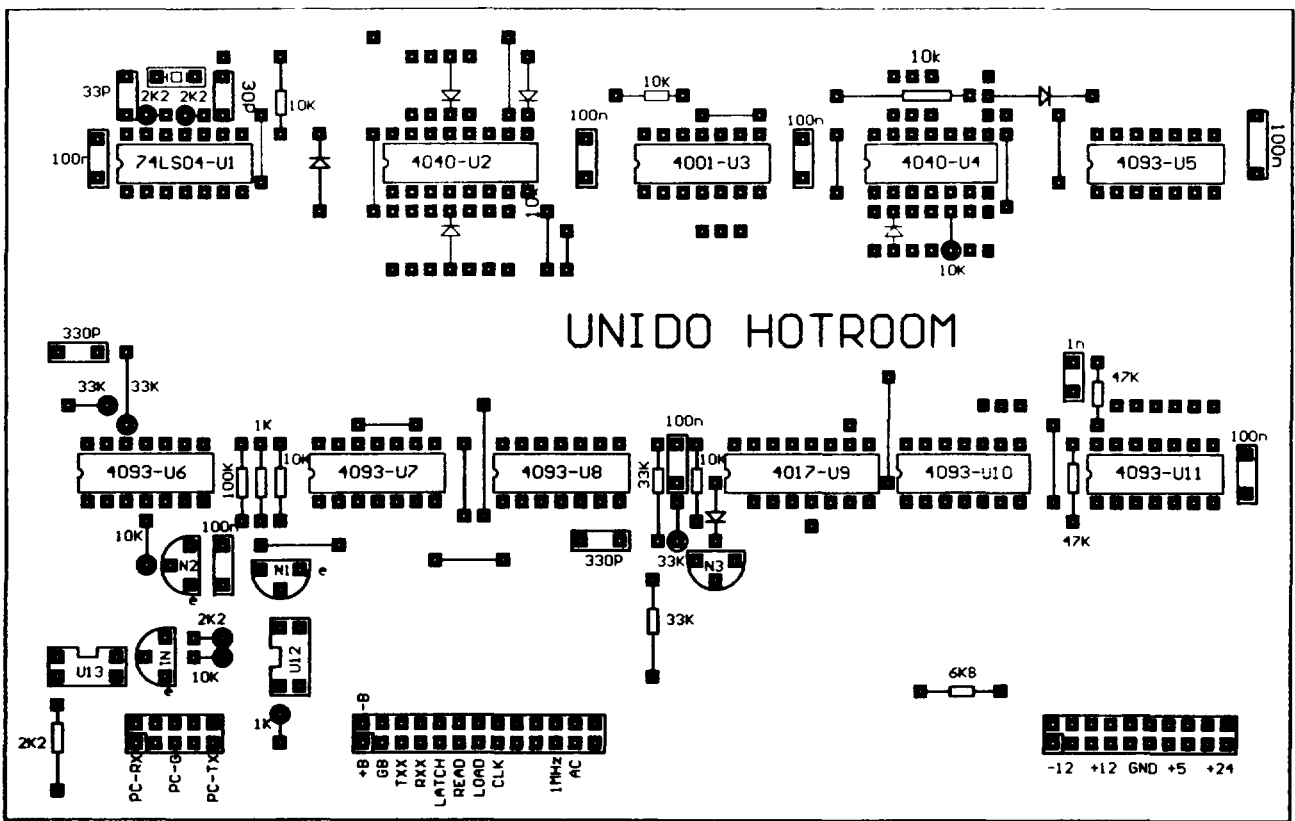 33P
2K2
2K2
30p
10K
10K
10k
100n
74LS04-U1
4040-U2
100n
4001-U3
100n
4040-U4
4093-U5
100n
10K
UNIDO HOTROOM
330P
33K
33K
1n
47K
1K
100n
4093-U6
100K
10K
4093-U7
4093-U8
33K
10K
4017-U9
4093-U10
4093-U11
100n
10K
N2
100n
N1
e
e
330P
33K
N3
47K
2K2
33K
U13
IN
10K
e
U12
6K8
2K2
1K
-B
PC-RX
PC-G
PC-TX
+B
GB
TXX
RXX
LATCH
READ
LOAD
CLK
1MHz
AC
-12 +12 GND +5 +24